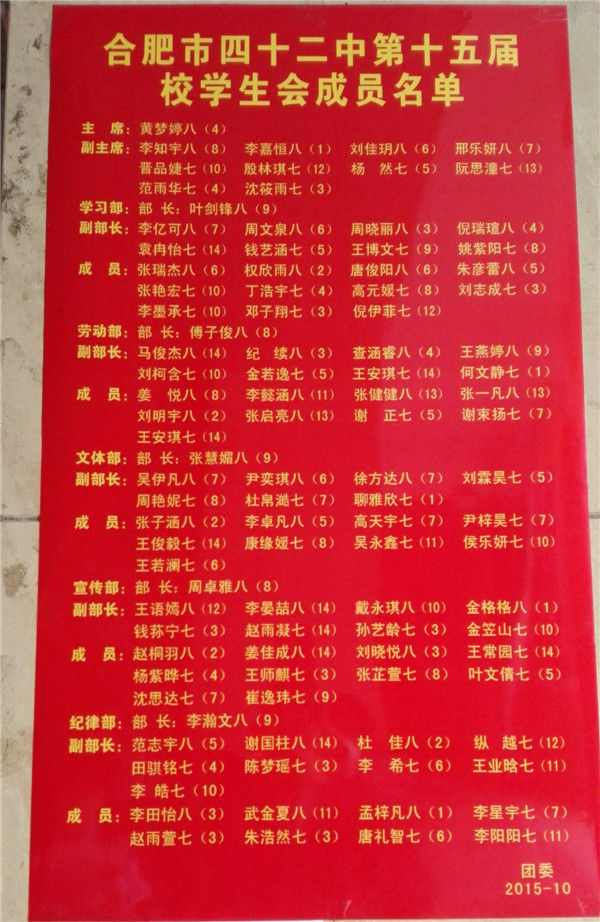 合肥市四十二中第十五届
校学生会成员名单
主 席：黄梦婷八（4）
副主席：李知宇八（8） 李嘉恒八（1） 刘佳玥八（6） 邢乐妍八（7）
晋品婕七（10） 殷林琪七（12） 杨 然七（5） 阮思潼七（13）
范雨华七（4） 沈筱雨七（3）
学习部：部 长：叶剑锋八（9）
副部长：李亿可八（7） 周文泉八（6） 周晓丽八（3） 倪瑞瑄八（4）
袁冉怡七（14） 钱艺涵七（5） 王博文七（9） 姚紫阳七（8）
成 员：张瑞杰八（6） 权欣雨八（2） 唐俊阳八（6） 朱彦蕾八（5）
张艳宏七（10） 丁浩宇七（4） 高元媛七（8） 刘志成七（3）
李墨承七（10） 邓子翔七（3） 倪伊菲七（12）
劳动部：部 长：傅子俊八（8）
副部长：马俊杰八（14） 纪 续八（3） 查涵睿八（4） 王燕婷八（9）
刘柯含七（10） 金若逸七（5） 王安琪七（14） 何文静七（1）
成 员：姜 悦八（8） 李懿涵八（11） 张健健八（13） 张一凡八（13）
刘明宇八（2） 张启亮八（13） 谢 正七（5） 谢束扬七（7）
王安琪七（14）
文体部：部 长：张慧媚八（9）
副部长：吴伊凡八（7） 尹奕琪八（6） 徐方达八（7） 刘霖昊七（5）
周艳妮七（8） 杜帛澔七（7） 聊雅欣七（1）
成 员：张子涵八（2） 李卓凡八（5） 高天宇七（7） 尹梓昊七（7）
王俊毅七（14） 康缘媛七（8） 吴永鑫七（11） 侯乐妍七（10）
王若澜七（6）
宣传部：部 长：周卓雅八（8）
副部长：王语嫣八（12） 李晏喆八（14） 戴永琪八（10） 金格格八（1）
钱荪宁七（3） 赵雨凝七（14） 孙艺龄七（3） 金笠山七（10）
成 员：赵桐羽八（2） 姜佳成八（14） 刘晓悦八（3） 王常园七（14）
杨紫晔七（4） 王师麒七（3） 张芷萱七（8） 叶文倩七（5）
沈思达七（7） 崔逸玮七（9）
纪律部：部 长：李瀚文八（9）
副部长：范志宇八（5） 谢国柱八（14） 杜 佳八（2） 纵 越七（12）
田骐铭七（4） 陈梦瑶七（3） 李 希七（6） 王业晗七（11）
李 皓七（10）
成 员：李田怡八（3） 武金夏八（11） 孟梓凡八（1） 李星宇七（7）
赵雨萱七（3） 朱浩然七（3） 唐礼智七（6） 李阳阳七（11）
团委
2015-10